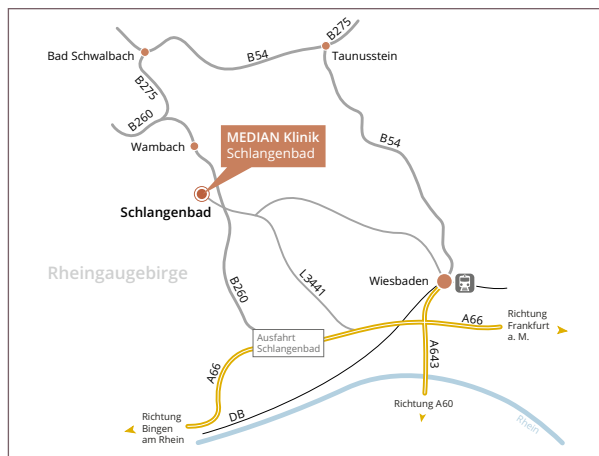 B275
Bad Schwalbach
B54
Taunusstein
B275
B260
B54
Wambach
MEDIAN Klinik
Schlangenbad
Schlangenbad
Rheingaugebirge
B260
L3441
Wiesbaden
Ausfahrt
Schlangenbad
A66
Richtung
Frankfurt
a. M.
A66
A643
Richtung A60
Richtung
Bingen
am Rhein
DB
Rhein